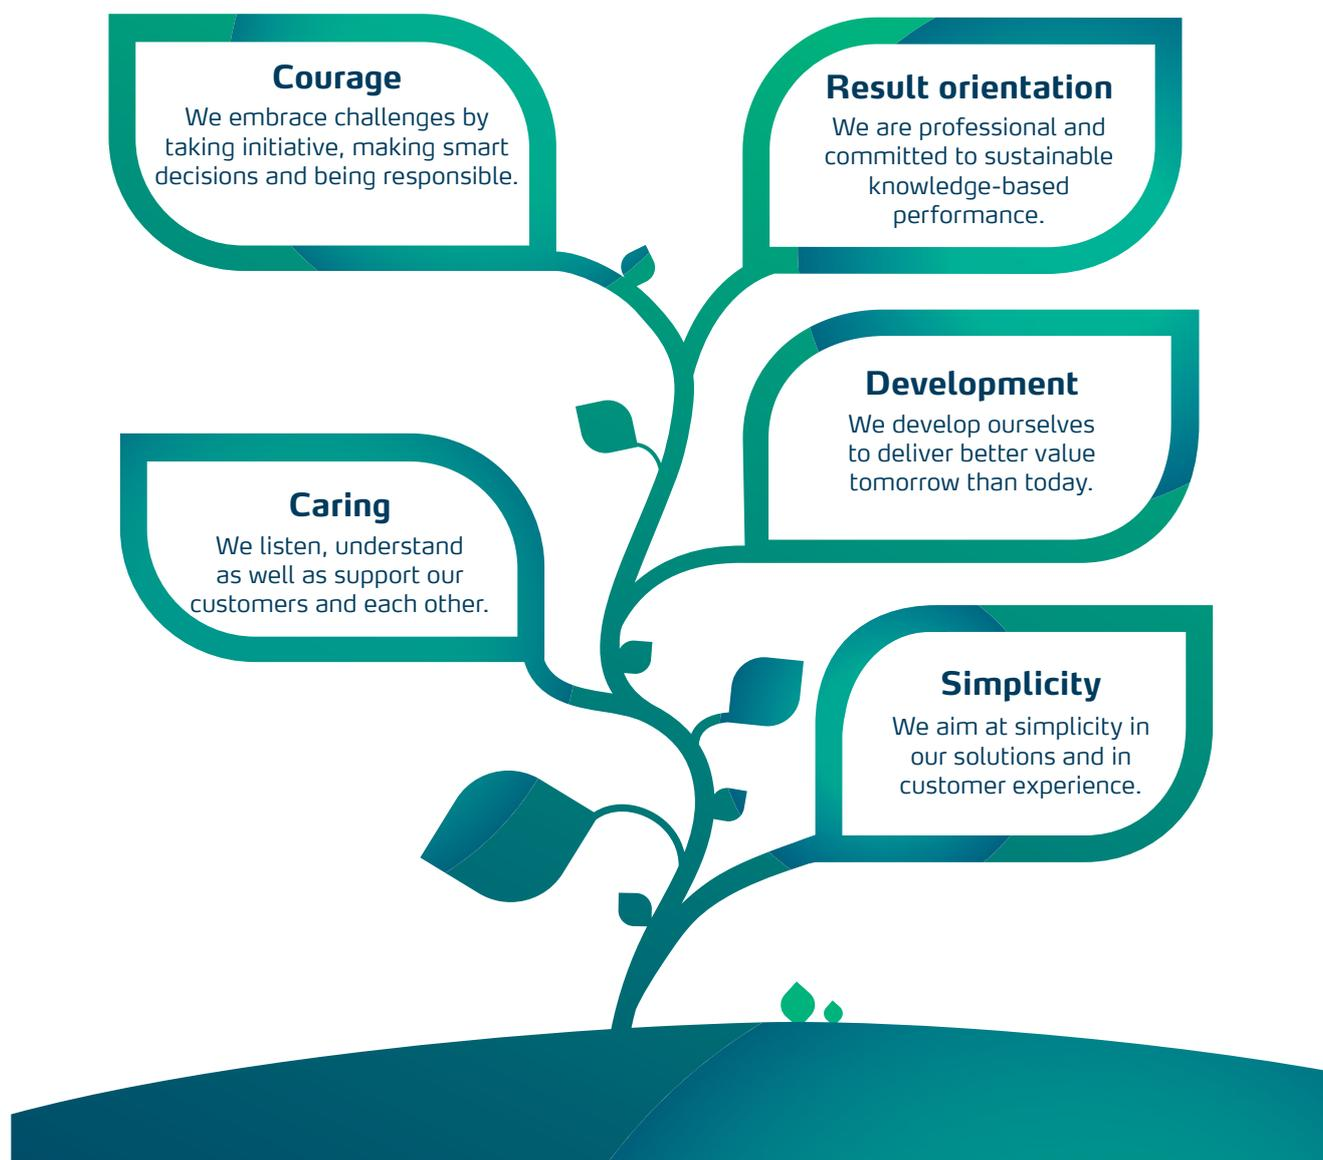 Courage
We embrace challenges by
taking initiative, making smart
decisions and being responsible.
Result orientation
We are professional and
committed to sustainable
knowledge-based
performance.
Development
We develop ourselves
to deliver better value
tomorrow than today.
Caring
We listen, understand
as well as support our
customers and each other.
Simplicity
We aim at simplicity in
our solutions and in
customer experience.